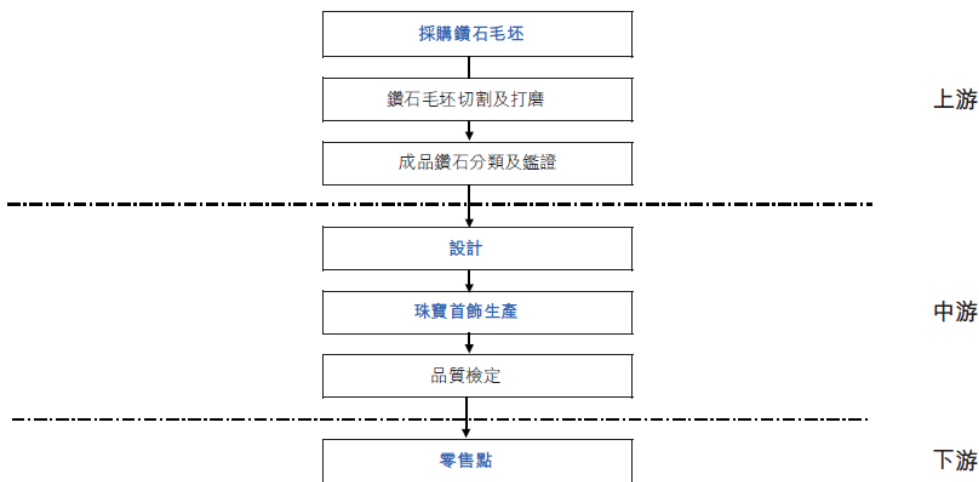 採購鑽石毛坯
上游
鑽石毛坯切割及打磨
成品鑽石分類及鑑證
設計
珠寶首飾生產
中游
品質檢定
零售點
下游